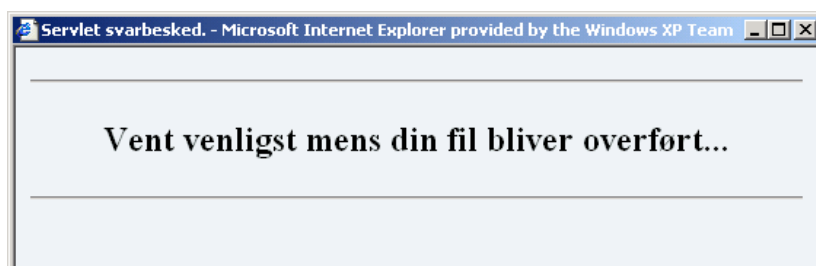 Servlet svarbesked. - Microsoft Internet Explorer provided by the Windows XP Team
Vent venligst mens din fil bliver overført...